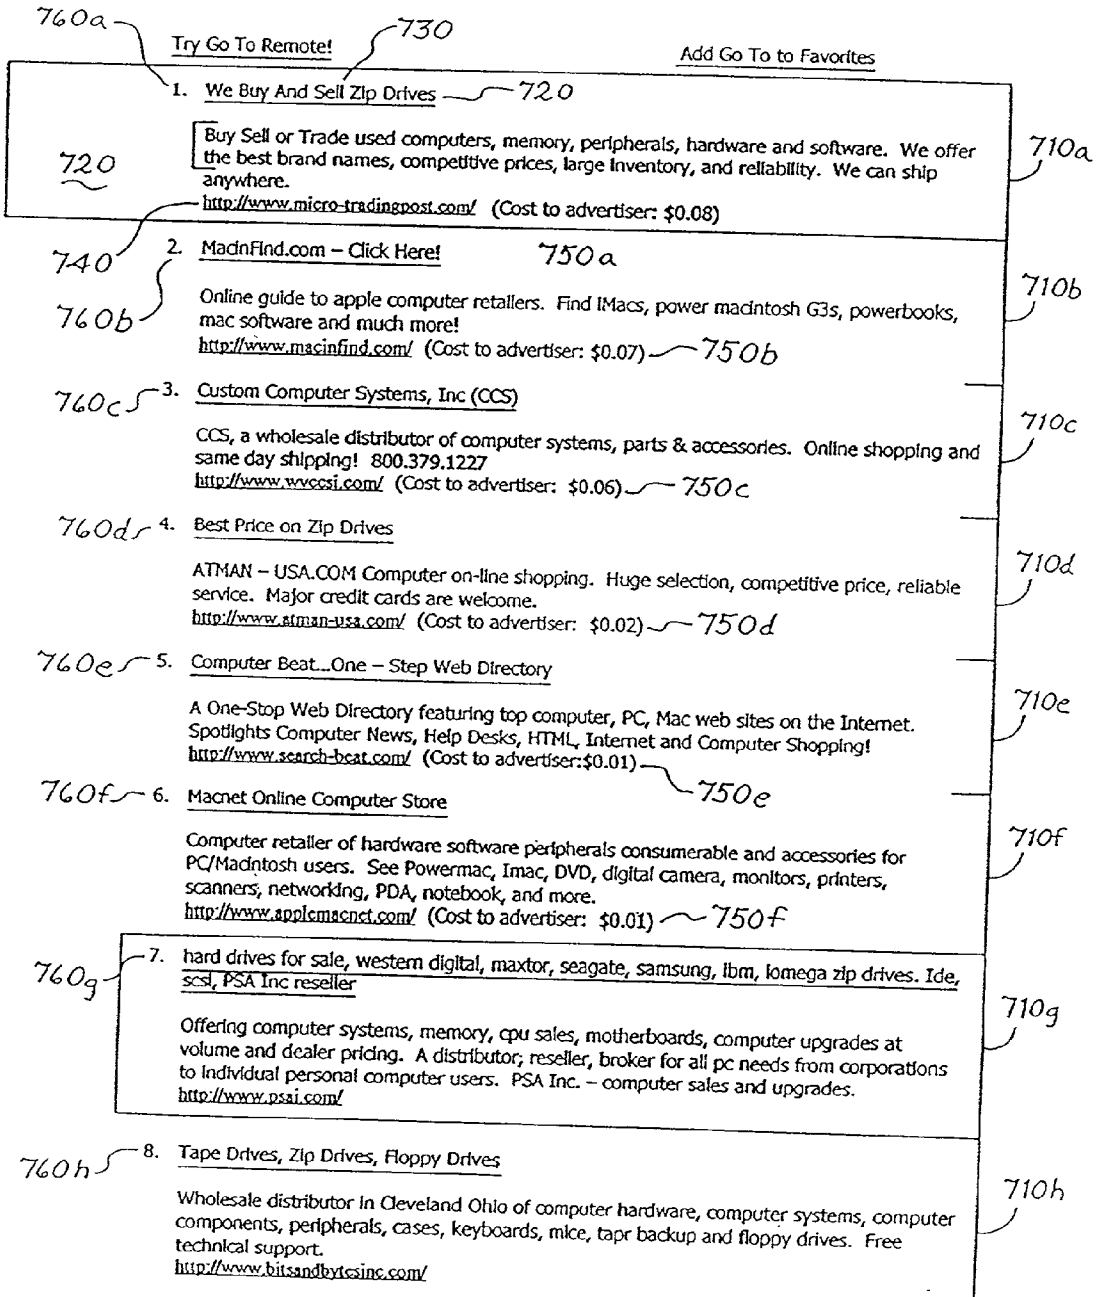 760a 730
Try Go To Remote! Add Go To to Favorites
1. We Buy And Sell Zip Drives 720
Buy Sell or Trade used computers, memory, peripherals, hardware and software. We offer 710a
720 the best brand names, competitive prices, large inventory, and reliability. We can ship
anywhere.
http://www.micro-tradingpost.com/ (Cost to advertiser: $0.08)
740 2. MacinFind.com – Click Here! 750a
710b
760b Online guide to apple computer retailers. Find iMacs, power macintosh G3s, powerbooks,
mac software and much more!
http://www.macinfind.com/ (Cost to advertiser: $0.07) 750b
760c 3. Custom Computer Systems, Inc (CCS)
710c
CCS, a wholesale distributor of computer systems, parts & accessories. Online shopping and
same day shipping! 800.379.1227
http://www.wvccsi.com/ (Cost to advertiser: $0.06) 750c
760d 4. Best Price on Zip Drives
710d
ATMAN – USA.COM Computer on-line shopping. Huge selection, competitive price, reliable
service. Major credit cards are welcome.
http://www.atman-usa.com/ (Cost to advertiser: $0.02) 750d
760e 5. Computer Beat...One – Step Web Directory
710e
A One-Stop Web Directory featuring top computer, PC, Mac web sites on the Internet.
Spotlights Computer News, Help Desks, HTML, Internet and Computer Shopping!
http://www.search-beat.com/ (Cost to advertiser:$0.01)
750e
760f 6. Macnet Online Computer Store
710f
Computer retailer of hardware software peripherals consumerable and accessories for
PC/Macintosh users. See Powermac, Imac, DVD, digital camera, monitors, printers,
scanners, networking, PDA, notebook, and more.
http://www.applemacnet.com/ (Cost to advertiser: $0.01) 750f
760g 7. hard drives for sale, western digital, maxtor, seagate, samsung, ibm, iomega zip drives. Ide,
scsi, PSA Inc reseller
710g
Offering computer systems, memory, cpu sales, motherboards, computer upgrades at
volume and dealer pricing. A distributor, reseller, broker for all pc needs from corporations
to individual personal computer users. PSA Inc. – computer sales and upgrades.
http://www.psai.com/
760h 8. Tape Drives, Zip Drives, Floppy Drives
710h
Wholesale distributor in Cleveland Ohio of computer hardware, computer systems, computer
components, peripherals, cases, keyboards, mice, tapr backup and floppy drives. Free
technical support.
http://www.bitsandbytesinc.com/